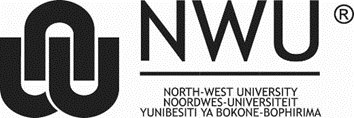 NWU ®
NORTH-WEST UNIVERSITY
NOORDWES-UNIVERSITEIT
YUNIBESITI YA BOKONE-BOPHIRIMA